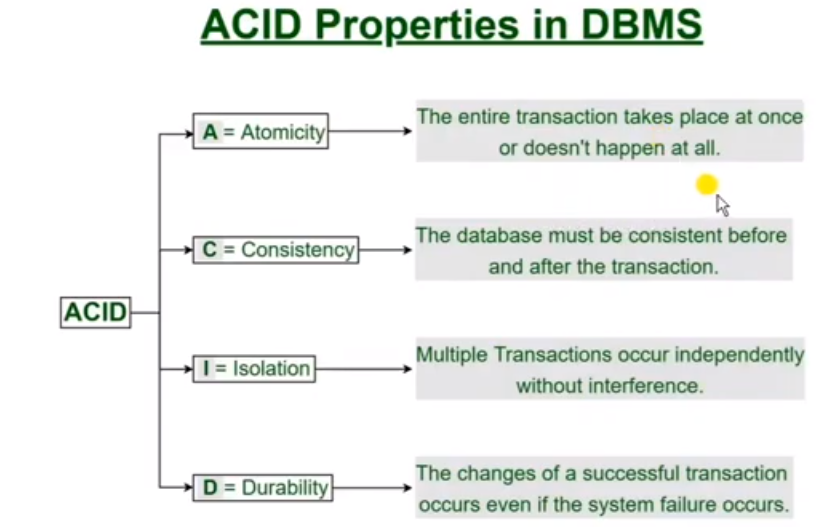 ACID Properties in DBMS
A = Atomicity
The entire transaction takes place at once
or doesn't happen at all.
C = Consistency
The database must be consistent before
and after the transaction.
ACID
I = Isolation
Multiple Transactions occur independently
without interference.
D = Durability
The changes of a successful transaction
occurs even if the system failure occurs.